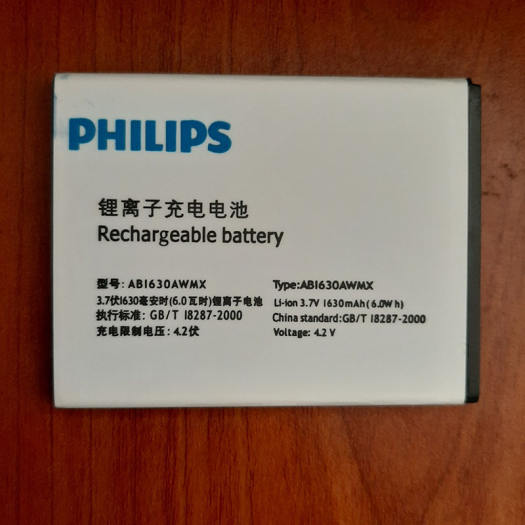 PHILIPS
锂离子充电电池
Rechargeable battery
型号: AB1630AWMX
3.7伏1630毫安时(6.0瓦时)锂离子电池
执行标准: GB/T 18287-2000
充电限制电压: 4.2伏
Type:AB1630AWMX
Li-ion 3.7V 1630mAh(6.0Wh)
China standard:GB/T 18287-2000
Voltage: 4.2 V